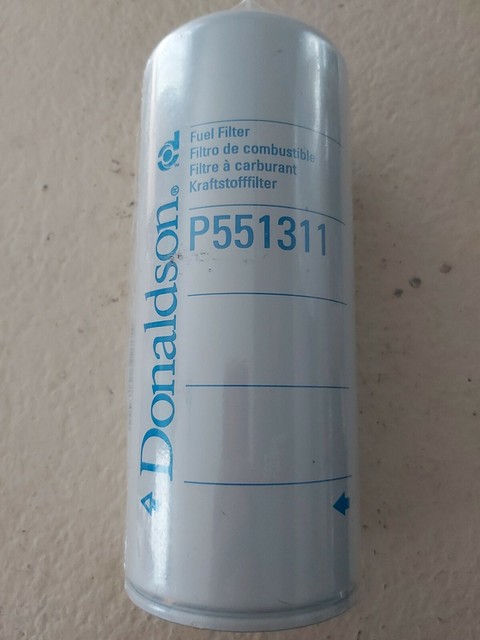 Fuel Filter
Filtro de combustible
Filtre à carburant
Kraftstofffilter
P551311
Donaldson®